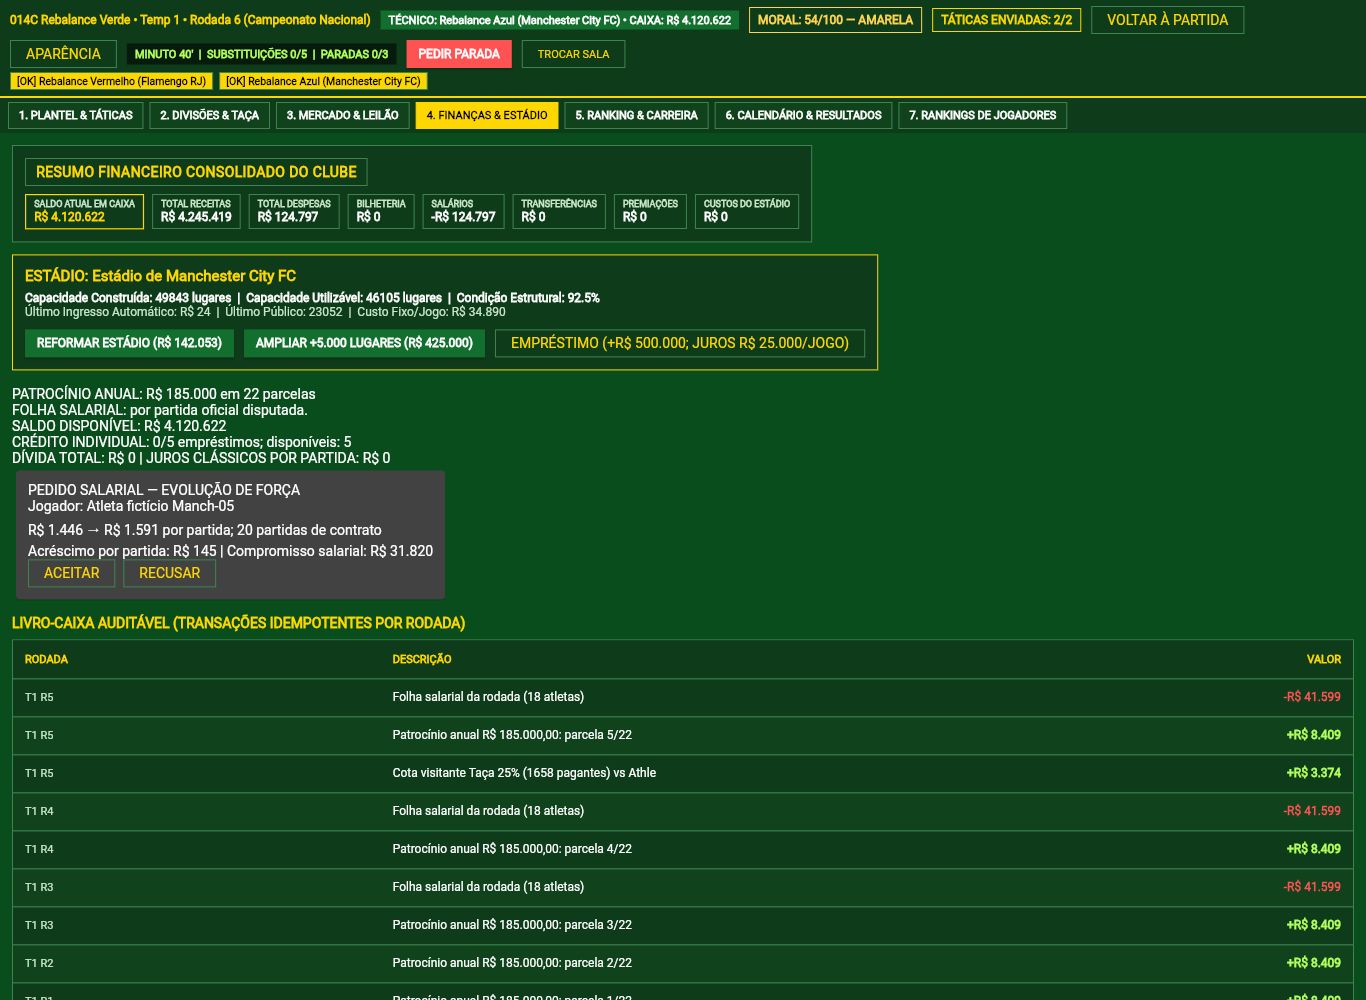 014C Rebalance Verde • Temp 1 • Rodada 6 (Campeonato Nacional) TÉCNICO: Rebalance Azul (Manchester City FC) • CAIXA: R$ 4.120.622 MORAL: 54/100 — AMARELA TÁTICAS ENVIADAS: 2/2 VOLTAR À PARTIDA
APARÊNCIA MINUTO 40' | SUBSTITUIÇÕES 0/5 | PARADAS 0/3 PEDIR PARADA TROCAR SALA
[OK] Rebalance Vermelho (Flamengo RJ) [OK] Rebalance Azul (Manchester City FC)
1. PLANTEL & TÁTICAS 2. DIVISÕES & TAÇA 3. MERCADO & LEILÃO 4. FINANÇAS & ESTÁDIO 5. RANKING & CARREIRA 6. CALENDÁRIO & RESULTADOS 7. RANKINGS DE JOGADORES
RESUMO FINANCEIRO CONSOLIDADO DO CLUBE
SALDO ATUAL EM CAIXA TOTAL RECEITAS TOTAL DESPESAS BILHETERIA SALÁRIOS TRANSFERÊNCIAS PREMIAÇÕES CUSTOS DO ESTÁDIO
R$ 4.120.622 R$ 4.245.419 R$ 124.797 R$ 0 -R$ 124.797 R$ 0 R$ 0 R$ 0
ESTÁDIO: Estádio de Manchester City FC
Capacidade Construída: 49843 lugares | Capacidade Utilizável: 46105 lugares | Condição Estrutural: 92.5%
Último Ingresso Automático: R$ 24 | Último Público: 23052 | Custo Fixo/Jogo: R$ 34.890
REFORMAR ESTÁDIO (R$ 142.053) AMPLIAR +5.000 LUGARES (R$ 425.000) EMPRÉSTIMO (+R$ 500.000; JUROS R$ 25.000/JOGO)
PATROCÍNIO ANUAL: R$ 185.000 em 22 parcelas
FOLHA SALARIAL: por partida oficial disputada.
SALDO DISPONÍVEL: R$ 4.120.622
CRÉDITO INDIVIDUAL: 0/5 empréstimos; disponíveis: 5
DÍVIDA TOTAL: R$ 0 | JUROS CLÁSSICOS POR PARTIDA: R$ 0
PEDIDO SALARIAL — EVOLUÇÃO DE FORÇA
Jogador: Atleta fictício Manch-05
R$ 1.446 → R$ 1.591 por partida; 20 partidas de contrato
Acréscimo por partida: R$ 145 | Compromisso salarial: R$ 31.820
ACEITAR RECUSAR
LIVRO-CAIXA AUDITÁVEL (TRANSAÇÕES IDEMPOTENTES POR RODADA)
RODADA DESCRIÇÃO VALOR
T1 R5 Folha salarial da rodada (18 atletas) -R$ 41.599
T1 R5 Patrocínio anual R$ 185.000,00: parcela 5/22 +R$ 8.409
T1 R5 Cota visitante Taça 25% (1658 pagantes) vs Athle +R$ 3.374
T1 R4 Folha salarial da rodada (18 atletas) -R$ 41.599
T1 R4 Patrocínio anual R$ 185.000,00: parcela 4/22 +R$ 8.409
T1 R3 Folha salarial da rodada (18 atletas) -R$ 41.599
T1 R3 Patrocínio anual R$ 185.000,00: parcela 3/22 +R$ 8.409
T1 R2 Patrocínio anual R$ 185.000,00: parcela 2/22 +R$ 8.409
T1 R1 Patrocínio anual R$ 185.000,00: parcela 1/22 +R$ 8.409